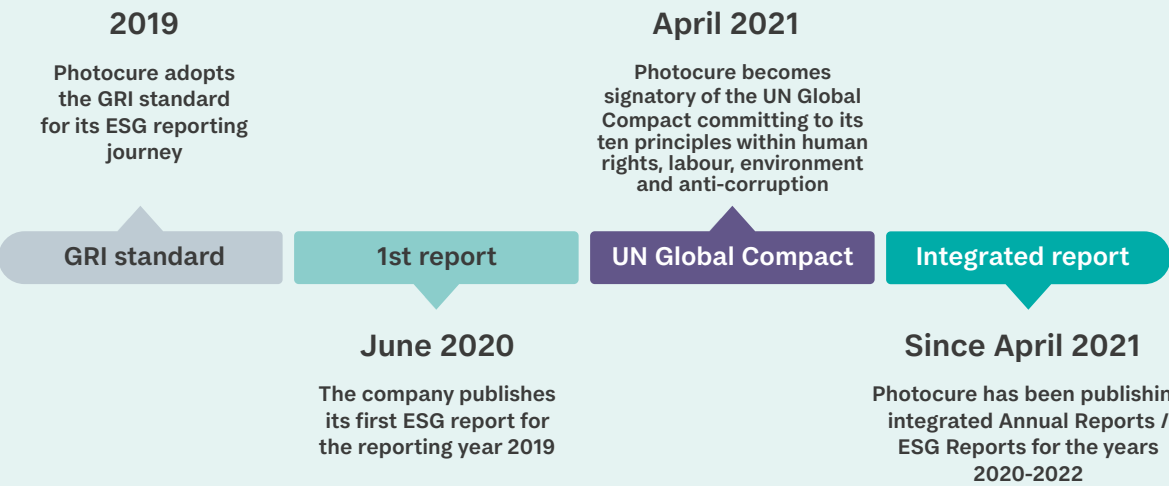 2019
Photocure adopts
the GRI standard
for its ESG reporting
journey
April 2021
Photocure becomes
signatory of the UN Global
Compact committing to its
ten principles within human
rights, labour, environment
and anti-corruption
GRI standard
1st report
UN Global Compact
Integrated report
June 2020
The company publishes
its first ESG report for
the reporting year 2019
Since April 2021
Photocure has been publishin
integrated Annual Reports /
ESG Reports for the years
2020-2022